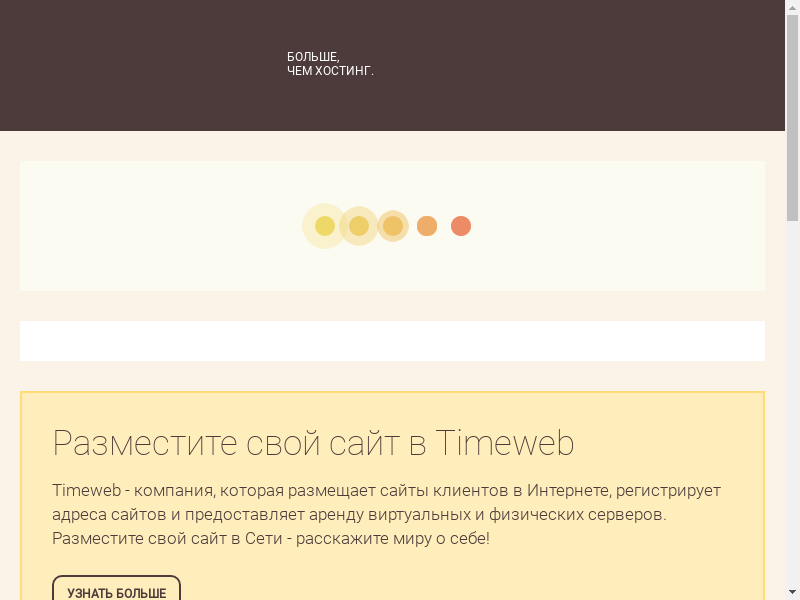 БОЛЬШЕ,
ЧЕМ ХОСТИНГ.
Разместите свой сайт в Timeweb
Timeweb - компания, которая размещает сайты клиентов в Интернете, регистрирует
адреса сайтов и предоставляет аренду виртуальных и физических серверов.
Разместите свой сайт в Сети - расскажите миру о себе!
УЗНАТЬ БОЛЬШЕ